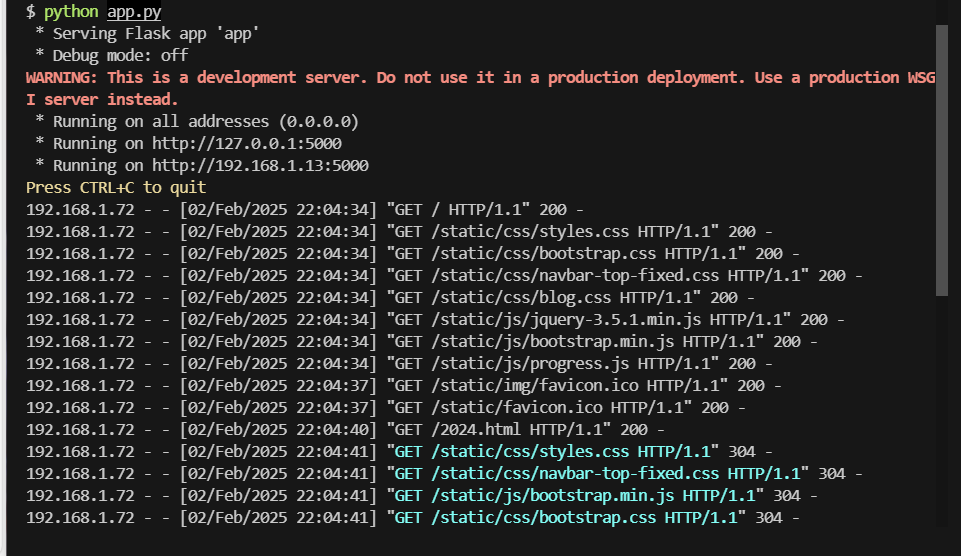 $ python app.py
 * Serving Flask app 'app'
 * Debug mode: off
WARNING: This is a development server. Do not use it in a production deployment. Use a production WSG
I server instead.
 * Running on all addresses (0.0.0.0)
 * Running on http://127.0.0.1:5000
 * Running on http://192.168.1.13:5000
Press CTRL+C to quit
192.168.1.72 - - [02/Feb/2025 22:04:34] "GET / HTTP/1.1" 200 -
192.168.1.72 - - [02/Feb/2025 22:04:34] "GET /static/css/styles.css HTTP/1.1" 200 -
192.168.1.72 - - [02/Feb/2025 22:04:34] "GET /static/css/bootstrap.css HTTP/1.1" 200 -
192.168.1.72 - - [02/Feb/2025 22:04:34] "GET /static/css/navbar-top-fixed.css HTTP/1.1" 200 -
192.168.1.72 - - [02/Feb/2025 22:04:34] "GET /static/css/blog.css HTTP/1.1" 200 -
192.168.1.72 - - [02/Feb/2025 22:04:34] "GET /static/js/jquery-3.5.1.min.js HTTP/1.1" 200 -
192.168.1.72 - - [02/Feb/2025 22:04:34] "GET /static/js/bootstrap.min.js HTTP/1.1" 200 -
192.168.1.72 - - [02/Feb/2025 22:04:34] "GET /static/js/progress.js HTTP/1.1" 200 -
192.168.1.72 - - [02/Feb/2025 22:04:37] "GET /static/img/favicon.ico HTTP/1.1" 200 -
192.168.1.72 - - [02/Feb/2025 22:04:37] "GET /static/favicon.ico HTTP/1.1" 200 -
192.168.1.72 - - [02/Feb/2025 22:04:40] "GET /2024.html HTTP/1.1" 200 -
192.168.1.72 - - [02/Feb/2025 22:04:41] "GET /static/css/styles.css HTTP/1.1" 304 -
192.168.1.72 - - [02/Feb/2025 22:04:41] "GET /static/css/navbar-top-fixed.css HTTP/1.1" 304 -
192.168.1.72 - - [02/Feb/2025 22:04:41] "GET /static/js/bootstrap.min.js HTTP/1.1" 304 -
192.168.1.72 - - [02/Feb/2025 22:04:41] "GET /static/css/bootstrap.css HTTP/1.1" 304 -